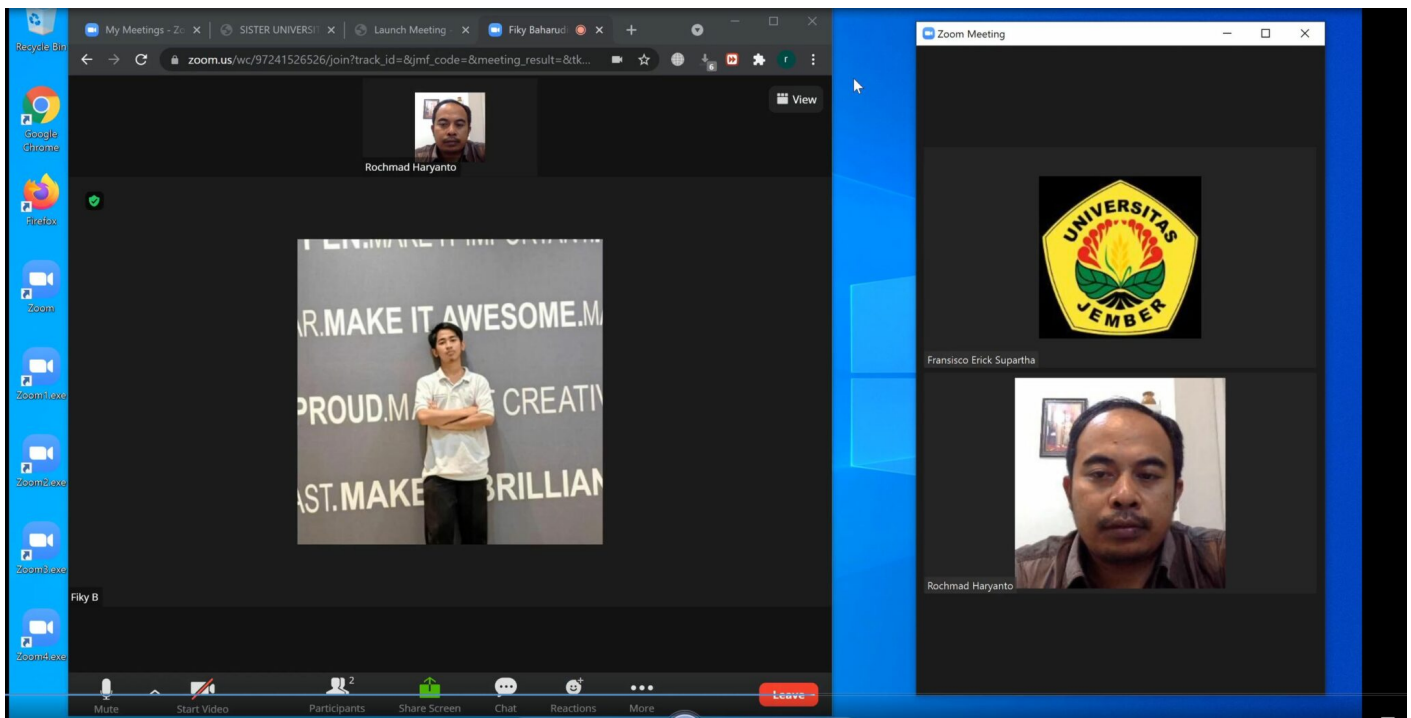 Recycle Bin
Google
Chrome
Firefox
Zoom
Zoom1.exe
Zoom2.exe
Zoom3.exe
Zoom4.exe
My Meetings - Zo
SISTER UNIVERSIT
Launch Meeting -
Fiky Baharud
zoom.us/wc/97241526526/join?track_id=&jmf_code=&meeting_result=&tk...
6
r
View
Rochmad Haryanto
AR.MAKE IT AWESOME.MA
PROUD.M
CREATIV
AST.MAKE
BRILLIAN
Fiky B
Mute
Start Video
2
Participants
Share Screen
Chat
Reactions
More
Leave
Zoom Meeting
UNIVERSITAS
JEMBER
Fransisco Erick Supartha
Rochmad Haryanto